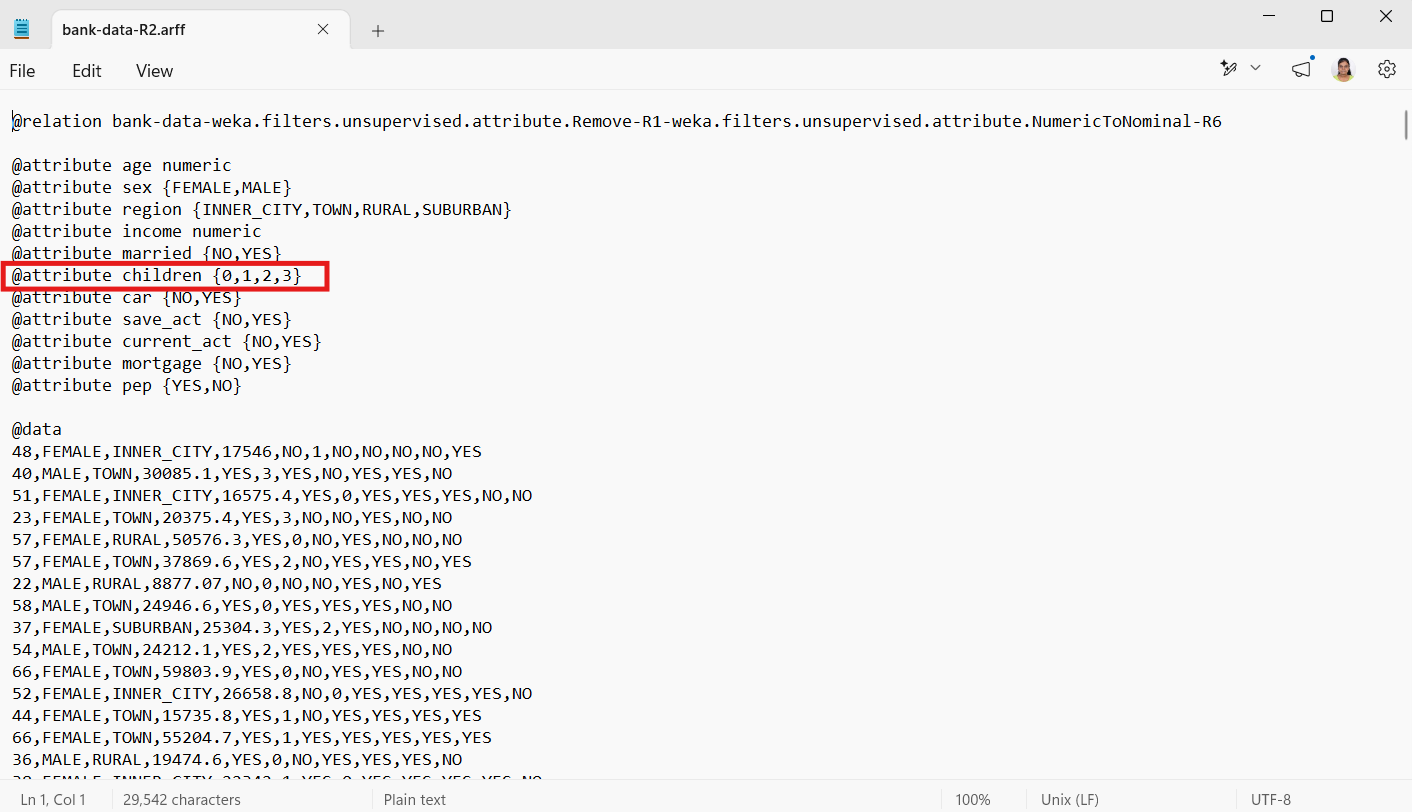 bank-data-R2.arff
File Edit View
@relation bank-data-weka.filters.unsupervised.attribute.Remove-R1-weka.filters.unsupervised.attribute.NumericToNominal-R6
@attribute age numeric
@attribute sex {FEMALE,MALE}
@attribute region {INNER_CITY,TOWN,RURAL,SUBURBAN}
@attribute income numeric
@attribute married {NO,YES}
@attribute children {0,1,2,3}
@attribute car {NO,YES}
@attribute save_act {NO,YES}
@attribute current_act {NO,YES}
@attribute mortgage {NO,YES}
@attribute pep {YES,NO}
@data
48,FEMALE,INNER_CITY,17546,NO,1,NO,NO,NO,NO,YES
40,MALE,TOWN,30085.1,YES,3,YES,NO,YES,YES,NO
51,FEMALE,INNER_CITY,16575.4,YES,0,YES,YES,YES,NO,NO
23,FEMALE,TOWN,20375.4,YES,3,NO,NO,YES,NO,NO
57,FEMALE,RURAL,50576.3,YES,0,NO,YES,NO,NO,NO
57,FEMALE,TOWN,37869.6,YES,2,NO,YES,YES,NO,YES
22,MALE,RURAL,8877.07,NO,0,NO,NO,YES,NO,YES
58,MALE,TOWN,24946.6,YES,0,YES,YES,YES,NO,NO
37,FEMALE,SUBURBAN,25304.3,YES,2,YES,NO,NO,NO,NO
54,MALE,TOWN,24212.1,YES,2,YES,YES,YES,NO,NO
66,FEMALE,TOWN,59803.9,YES,0,NO,YES,YES,NO,NO
52,FEMALE,INNER_CITY,26658.8,NO,0,YES,YES,YES,YES,NO
44,FEMALE,TOWN,15735.8,YES,1,NO,YES,YES,YES,YES
66,FEMALE,TOWN,55204.7,YES,1,YES,YES,YES,YES,YES
36,MALE,RURAL,19474.6,YES,0,NO,YES,YES,YES,NO
Ln 1, Col 1 29,542 characters Plain text 100% Unix (LF) UTF-8